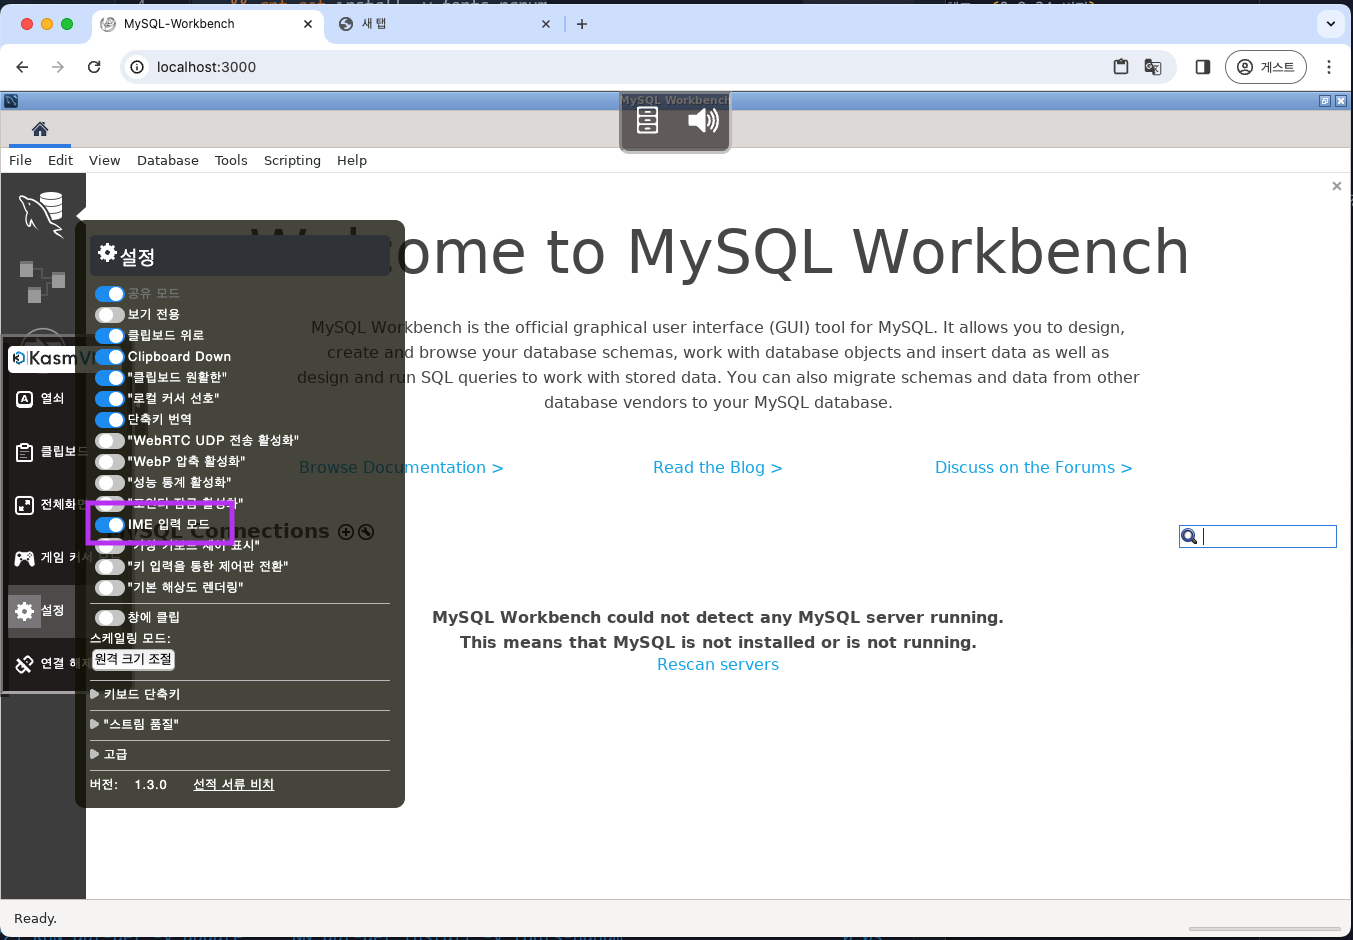 MySQL-Workbench
새 탭
localhost:3000
게스트
MySQL Workbench
File Edit View Database Tools Scripting Help
Welcome to MySQL Workbench
MySQL Workbench is the official graphical user interface (GUI) tool for MySQL. It allows you to design,
create and browse your database schemas, work with database objects and insert data as well as
design and run SQL queries to work with stored data. You can also migrate schemas and data from other
database vendors to your MySQL database.
Browse Documentation >
Read the Blog >
Discuss on the Forums >
MySQL Connections
MySQL Workbench could not detect any MySQL server running.
This means that MySQL is not installed or is not running.
Rescan servers
KasmV
열쇠
클립보드
전체화면
게임 커서
설정
연결 해제
설정
공유 모드
보기 전용
클립보드 위로
Clipboard Down
"클립보드 원활한"
"로컬 커서 선호"
단축키 번역
"WebRTC UDP 전송 활성화"
"WebP 압축 활성화"
"성능 통계 활성화"
"포인터 잠금 활성화"
IME 입력 모드
"가상 키보드 제어 표시"
"키 입력을 통한 제어판 전환"
"기본 해상도 렌더링"
창에 클립
스케일링 모드:
원격 크기 조절
키보드 단축키
"스트림 품질"
고급
버전: 1.3.0 선적 서류 비치
Ready.